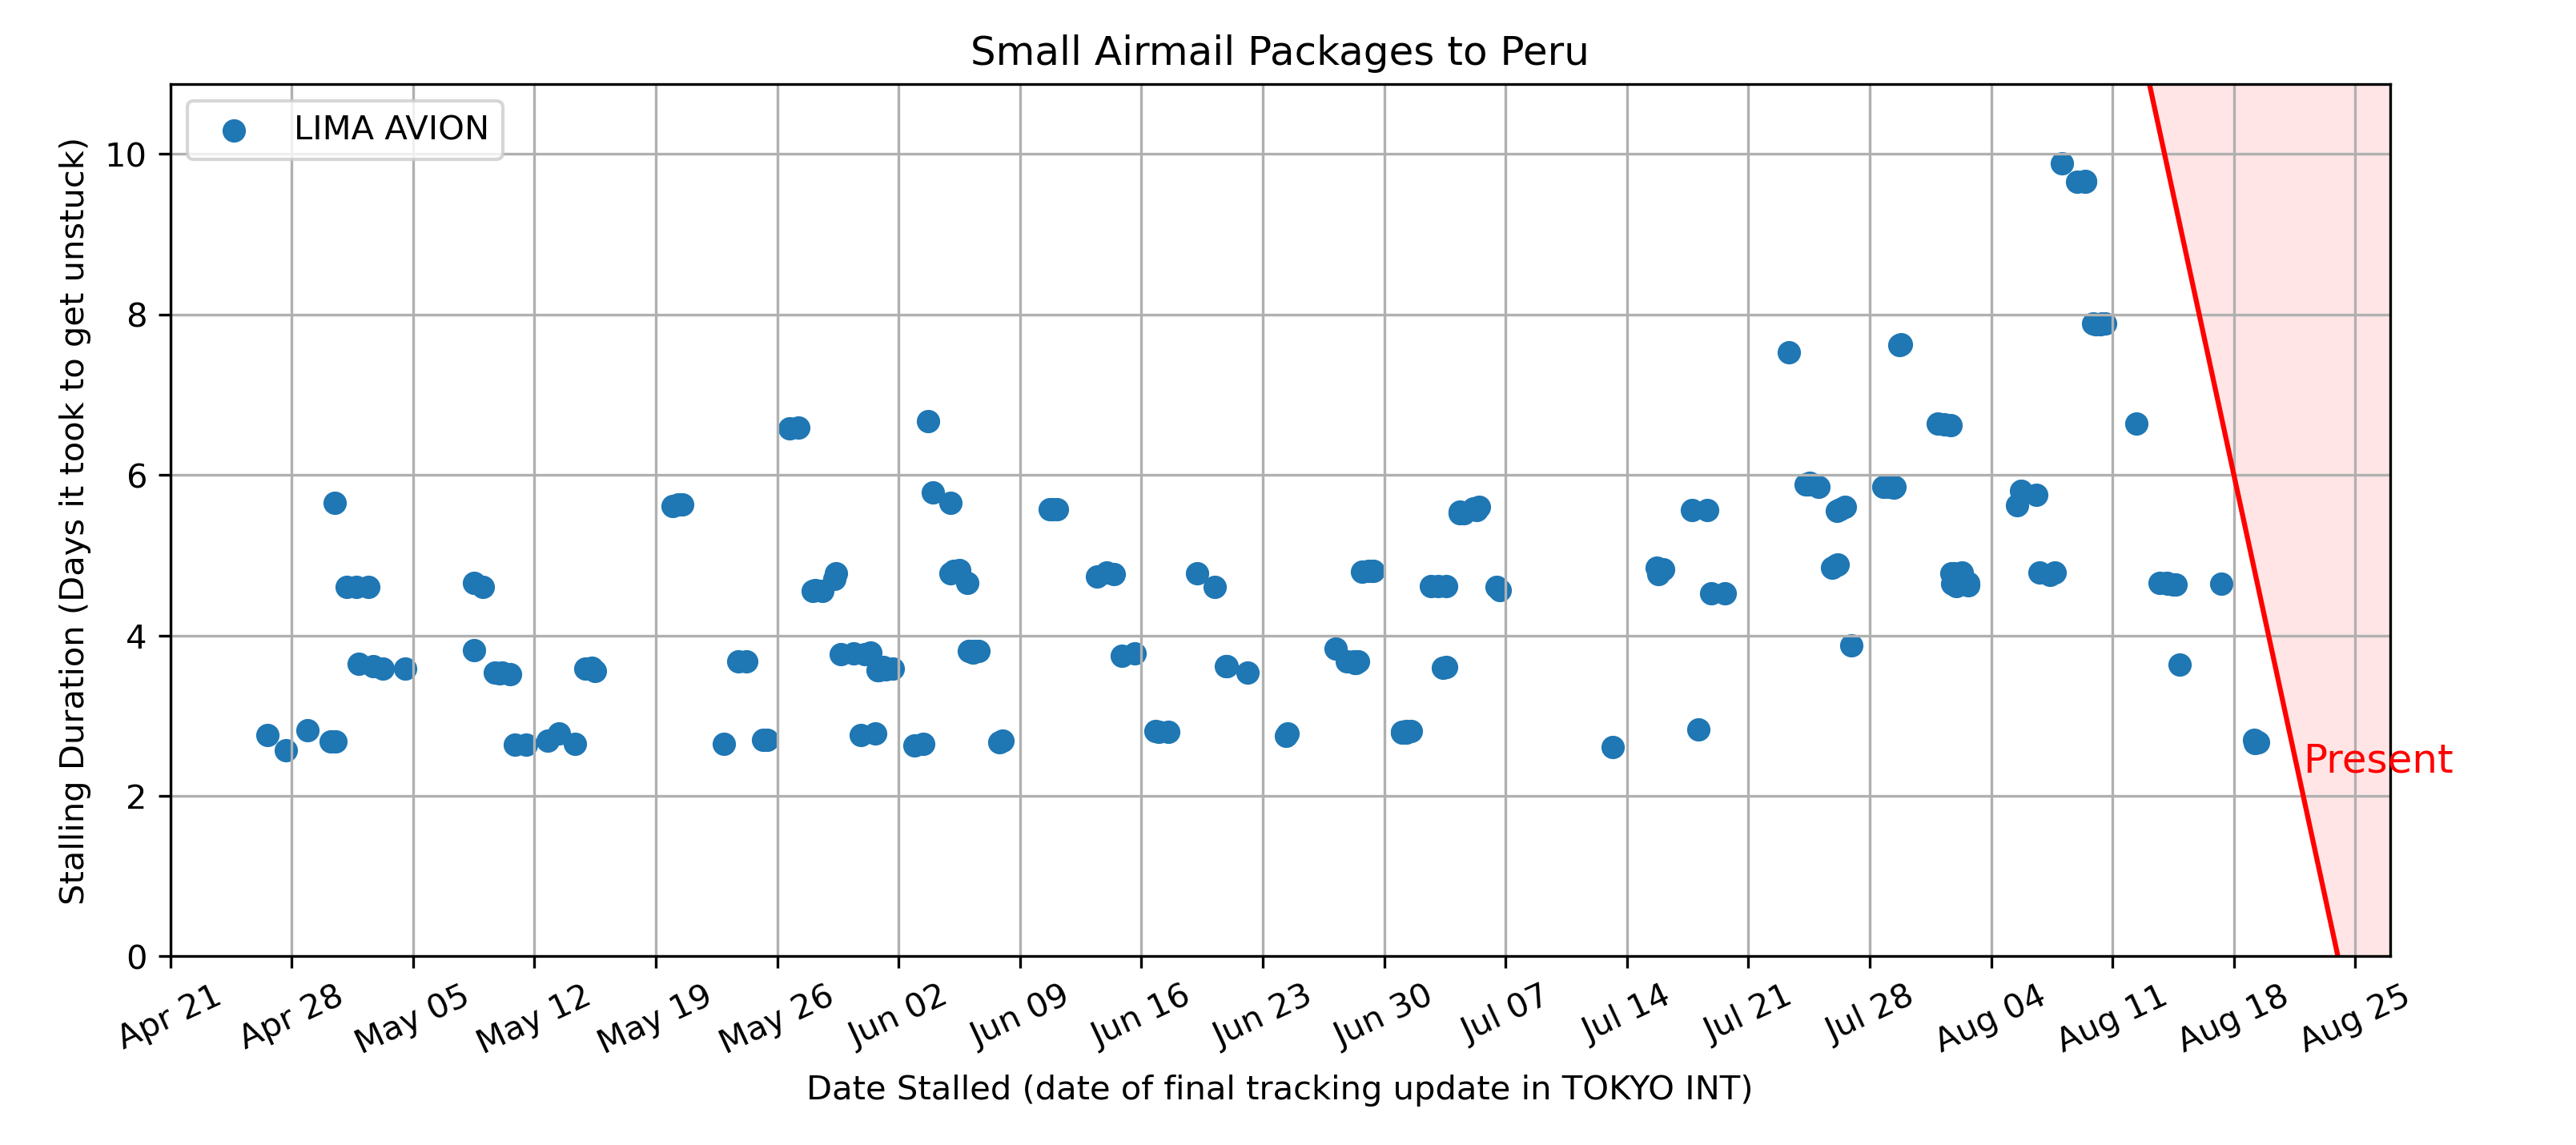 Small Airmail Packages to Peru
LIMA AVION
Stalling Duration (Days it took to get unstuck)
10
8
6
4
2
0
Present
Apr 21 Apr 28 May 05 May 12 May 19 May 26 Jun 02 Jun 09 Jun 16 Jun 23 Jun 30 Jul 07 Jul 14 Jul 21 Jul 28 Aug 04 Aug 11 Aug 18 Aug 25
Date Stalled (date of final tracking update in TOKYO INT)